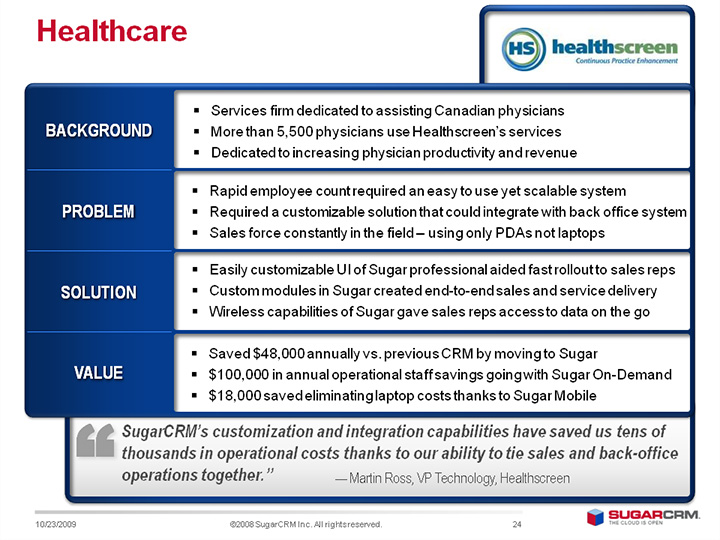 Healthcare
HS healthscreen
Continuous Practice Enhancement
BACKGROUND
▪ Services firm dedicated to assisting Canadian physicians
▪ More than 5,500 physicians use Healthscreen's services
▪ Dedicated to increasing physician productivity and revenue
PROBLEM
▪ Rapid employee count required an easy to use yet scalable system
▪ Required a customizable solution that could integrate with back office system
▪ Sales force constantly in the field – using only PDAs not laptops
SOLUTION
▪ Easily customizable UI of Sugar professional aided fast rollout to sales reps
▪ Custom modules in Sugar created end-to-end sales and service delivery
▪ Wireless capabilities of Sugar gave sales reps access to data on the go
VALUE
▪ Saved $48,000 annually vs. previous CRM by moving to Sugar
▪ $100,000 in annual operational staff savings going with Sugar On-Demand
▪ $18,000 saved eliminating laptop costs thanks to Sugar Mobile
“ SugarCRM’s customization and integration capabilities have saved us tens of
thousands in operational costs thanks to our ability to tie sales and back-office
operations together.” — Martin Ross, VP Technology, Healthscreen
10/23/2009 ©2008 SugarCRM Inc. All rights reserved. 24
SUGARCRM.
THE CLOUD IS OPEN